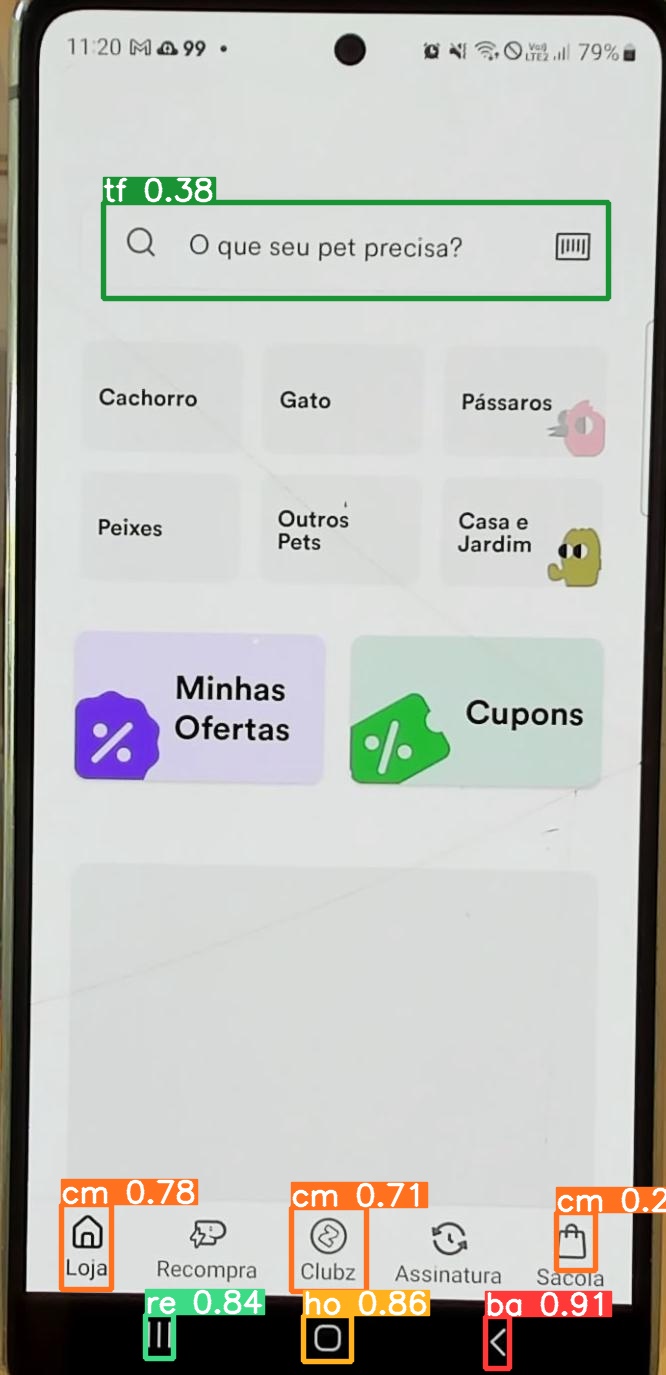 11:20 99
Voi)
LTE2 79%
tf 0.38
O que seu pet precisa?
Cachorro
Gato
Pássaros
Peixes
Outros
Pets
Casa e
Jardim
Minhas
Ofertas
Cupons
cm 0.78
cm 0.71
cm 0.2
Loja
Recompra
Clubz
Assinatura
Sacola
re 0.84
ho 0.86
ba 0.91